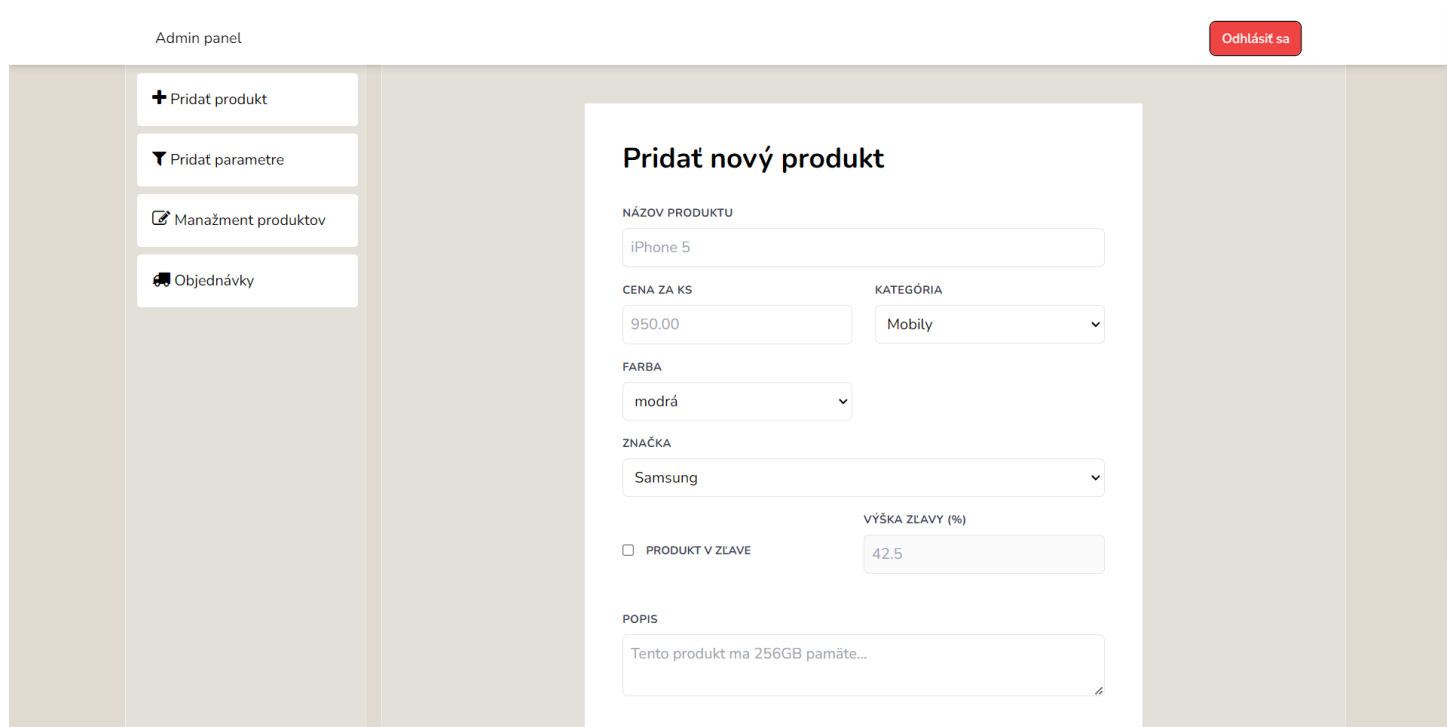 Admin panel
Odhlásiť sa
Pridať produkt
Pridať parametre
Manažment produktov
Objednávky
Pridať nový produkt
NÁZOV PRODUKTU
iPhone 5
CENA ZA KS
KATEGÓRIA
950.00
Mobily
FARBA
modrá
ZNAČKA
Samsung
VÝŠKA ZĽAVY (%)
PRODUKT V ZĽAVE
42.5
POPIS
Tento produkt ma 256GB pamäte...